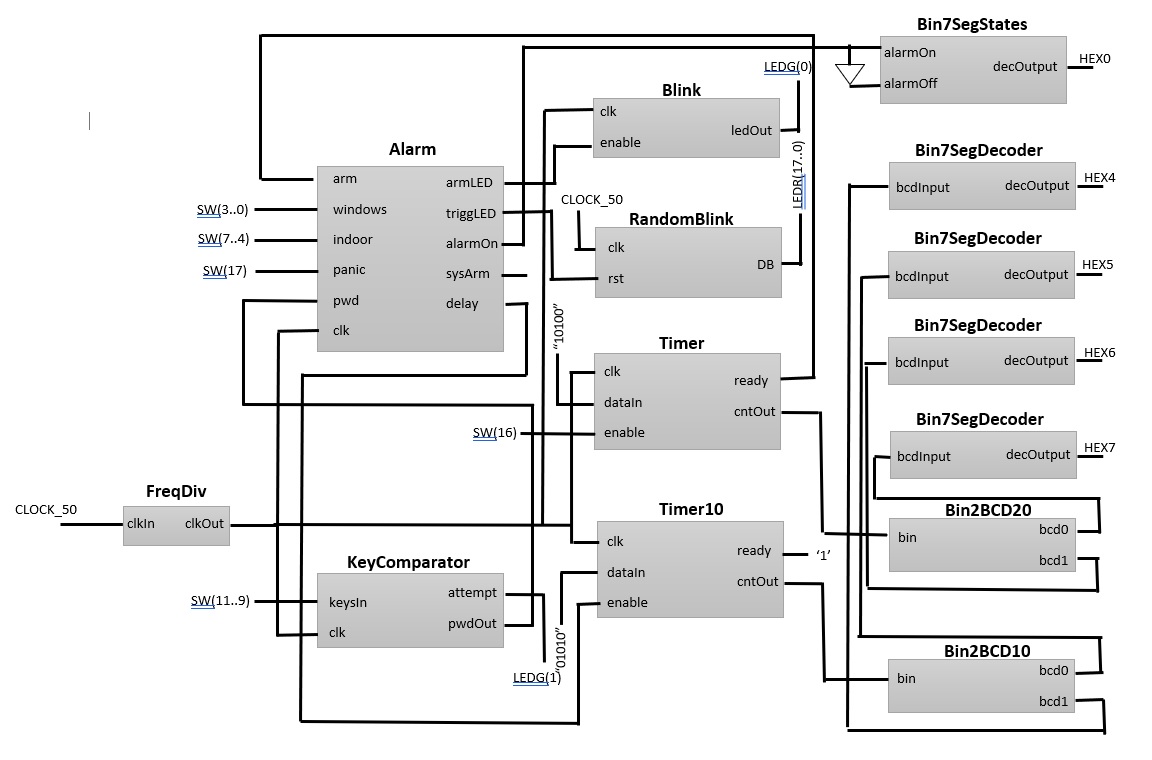 Bin7SegStates
alarmOn
alarmOff
decOutput
HEX0
LEDG(0)
Blink
clk
enable
ledOut
Alarm
arm
windows
indoor
panic
pwd
clk
armLED
triggLED
alarmOn
sysArm
delay
SW(3..0)
SW(7..4)
SW(17)
CLOCK_50
RandomBlink
clk
rst
DB
LEDR(17..0)
Bin7SegDecoder
bcdInput
decOutput
HEX4
Bin7SegDecoder
bcdInput
decOutput
HEX5
Bin7SegDecoder
bcdInput
decOutput
HEX6
Bin7SegDecoder
bcdInput
decOutput
HEX7
"10100"
Timer
clk
dataIn
enable
ready
cntOut
SW(16)
FreqDiv
CLOCK_50
clkIn
clkOut
Timer10
clk
dataIn
enable
ready
cntOut
'1'
"01010"
KeyComparator
SW(11..9)
keysIn
clk
attempt
pwdOut
LEDG(1)
Bin2BCD20
bin
bcd0
bcd1
Bin2BCD10
bin
bcd0
bcd1